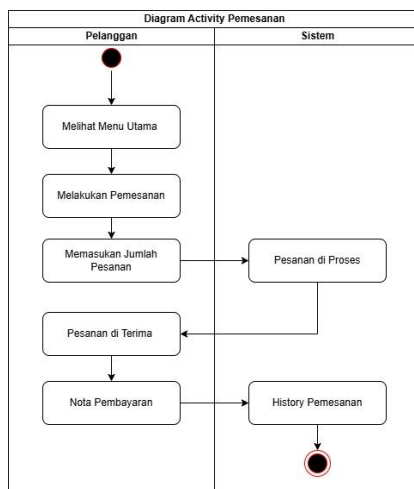 Diagram Activity Pemesanan
Pelanggan
Sistem
Melihat Menu Utama
Melakukan Pemesanan
Memasukan Jumlah
Pesanan
Pesanan di Proses
Pesanan di Terima
Nota Pembayaran
History Pemesanan